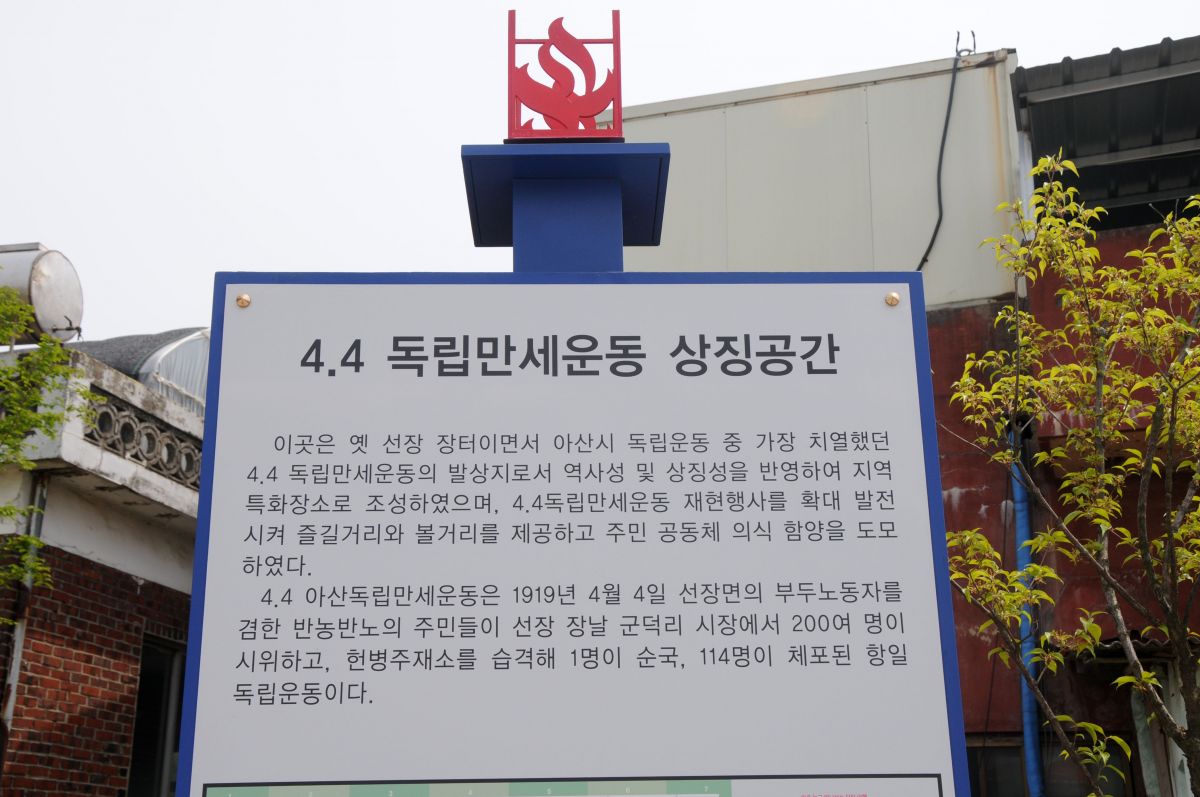 4.4 독립만세운동 상징공간
이곳은 옛 선장 장터이면서 아산시 독립운동 중 가장 치열했던
4.4 독립만세운동의 발상지로서 역사성 및 상징성을 반영하여 지역
특화장소로 조성하였으며, 4.4독립만세운동 재현행사를 확대 발전
시켜 즐길거리와 볼거리를 제공하고 주민 공동체 의식 함양을 도모
하였다.
4.4 아산독립만세운동은 1919년 4월 4일 선장면의 부두노동자를
겸한 반농반노의 주민들이 선장 장날 군덕리 시장에서 200여 명이
시위하고, 헌병주재소를 습격해 1명이 순국, 114명이 체포된 항일
독립운동이다.
1 2 3 4 5 6 7